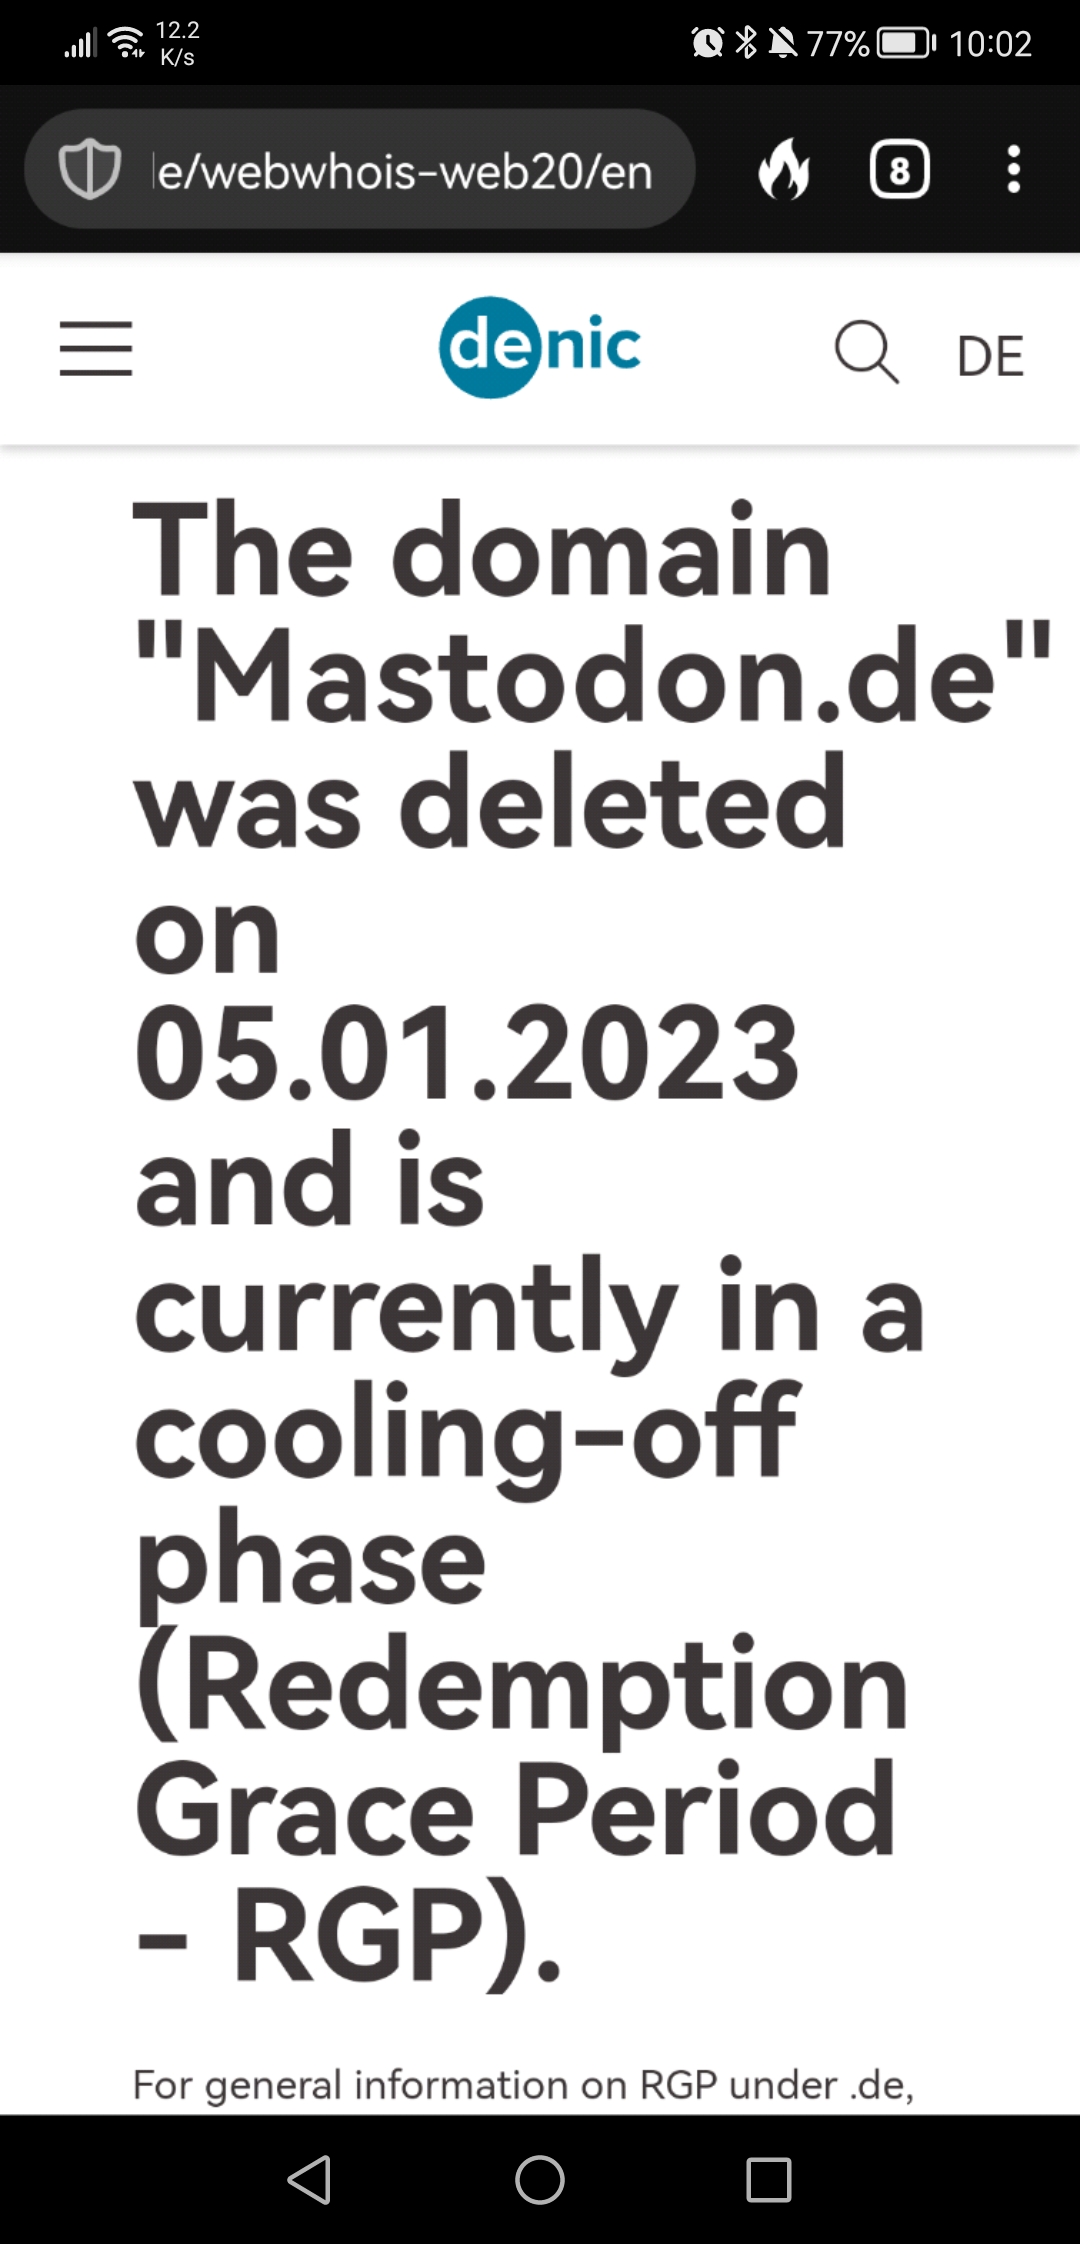 12.2
K/s
77%
10:02
le/webwhois-web20/en
8
denic
DE
The domain
"Mastodon.de"
was deleted
on
05.01.2023
and is
currently in a
cooling-off
phase
(Redemption
Grace Period
- RGP).
For general information on RGP under .de,